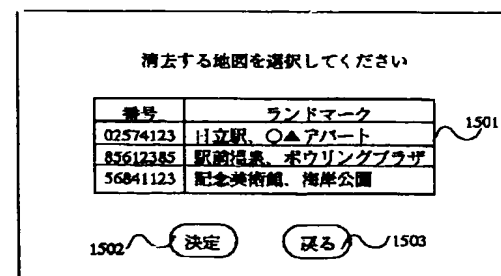 消去する地図を選択してください
番号 ランドマーク
02574123 日立駅、○▲アパート
85612385 駅前温泉、ボウリングプラザ
56841123 記念美術館、海岸公園
1501
1502 決定 戻る 1503